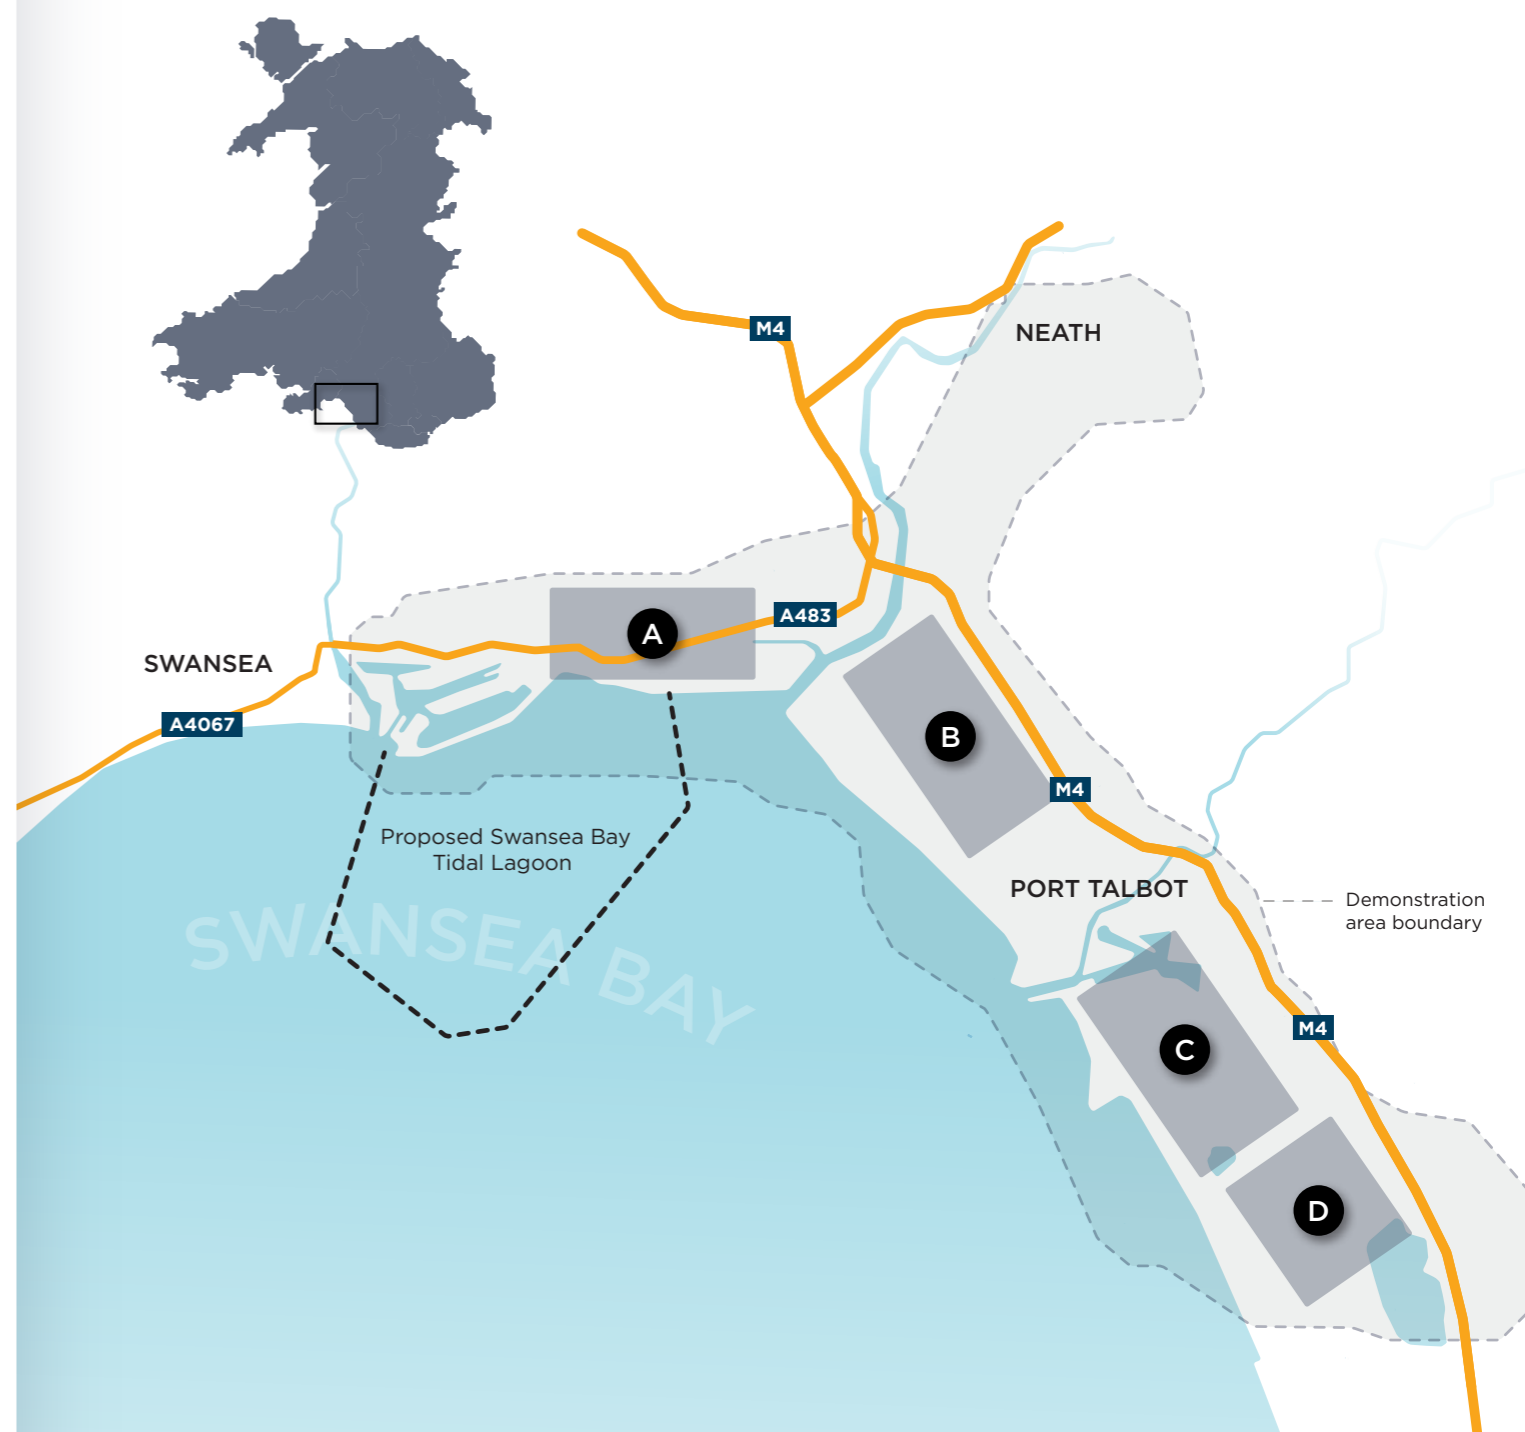 M4
NEATH
A
A483
SWANSEA
A4067
B
M4
Proposed Swansea Bay
Tidal Lagoon
PORT TALBOT
Demonstration
area boundary
SWANSEA BAY
C
M4
D